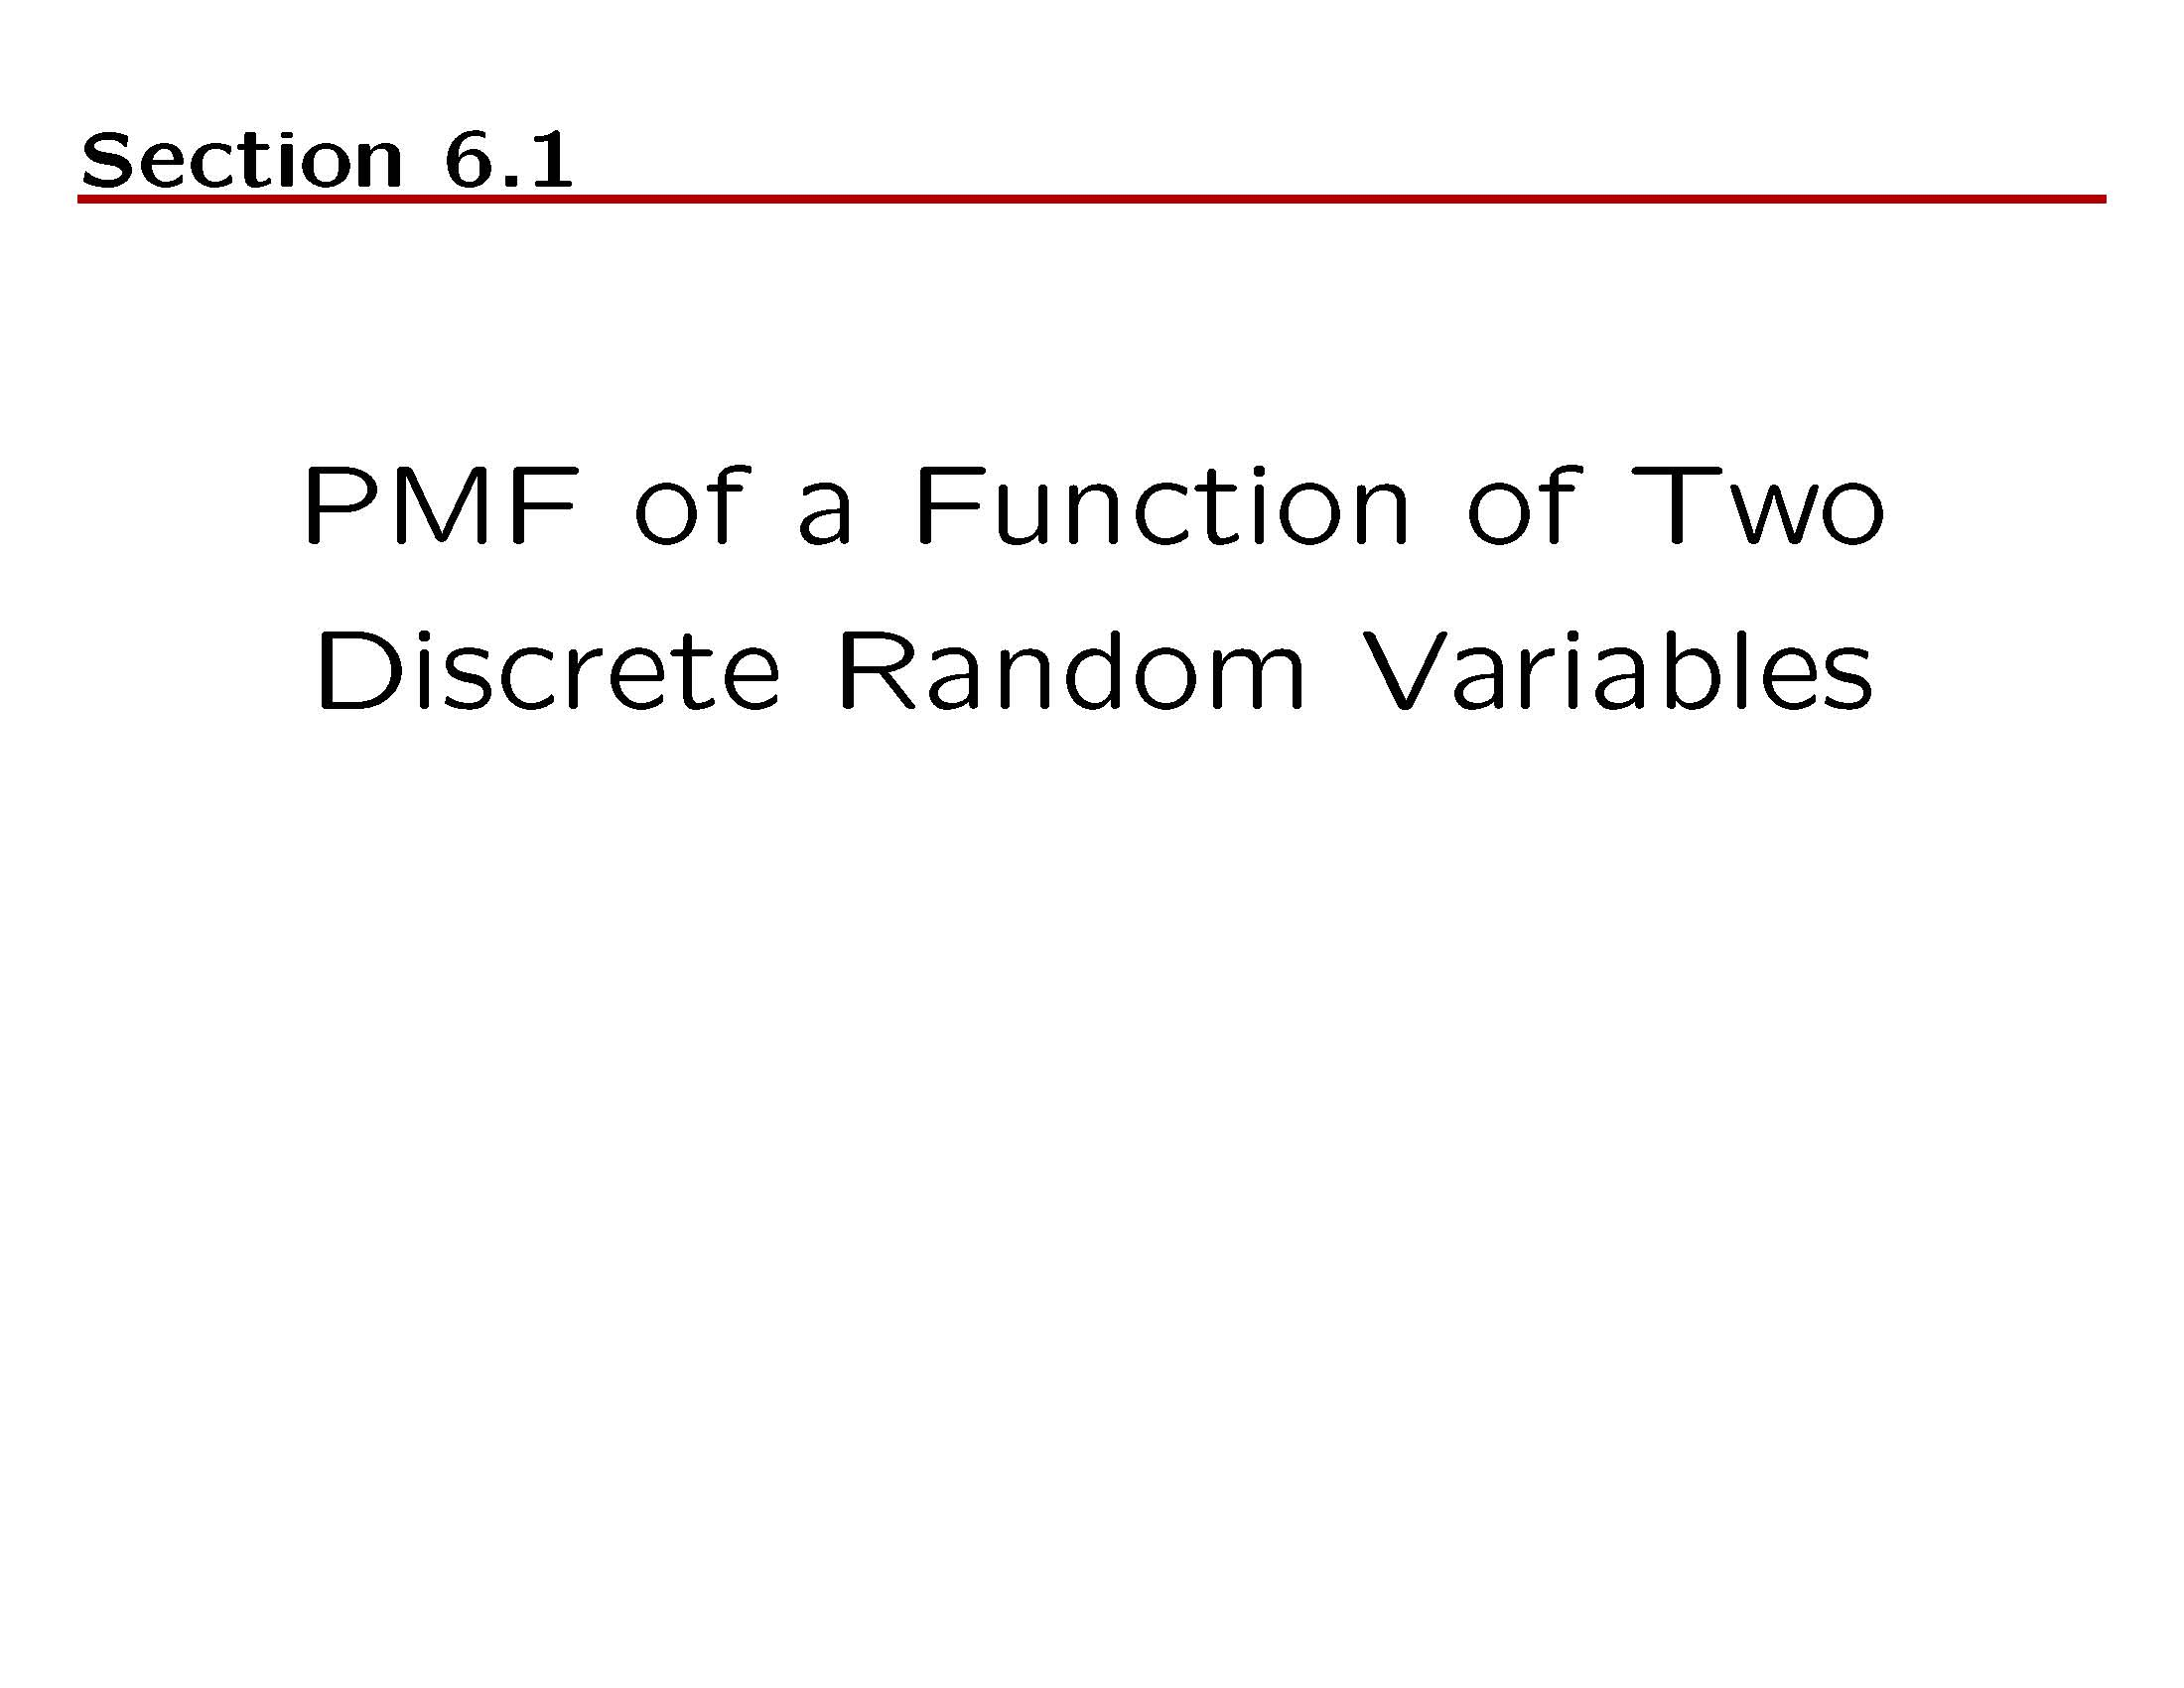 Section 6.1
PMF of a Function of Two
Discrete Random Variables